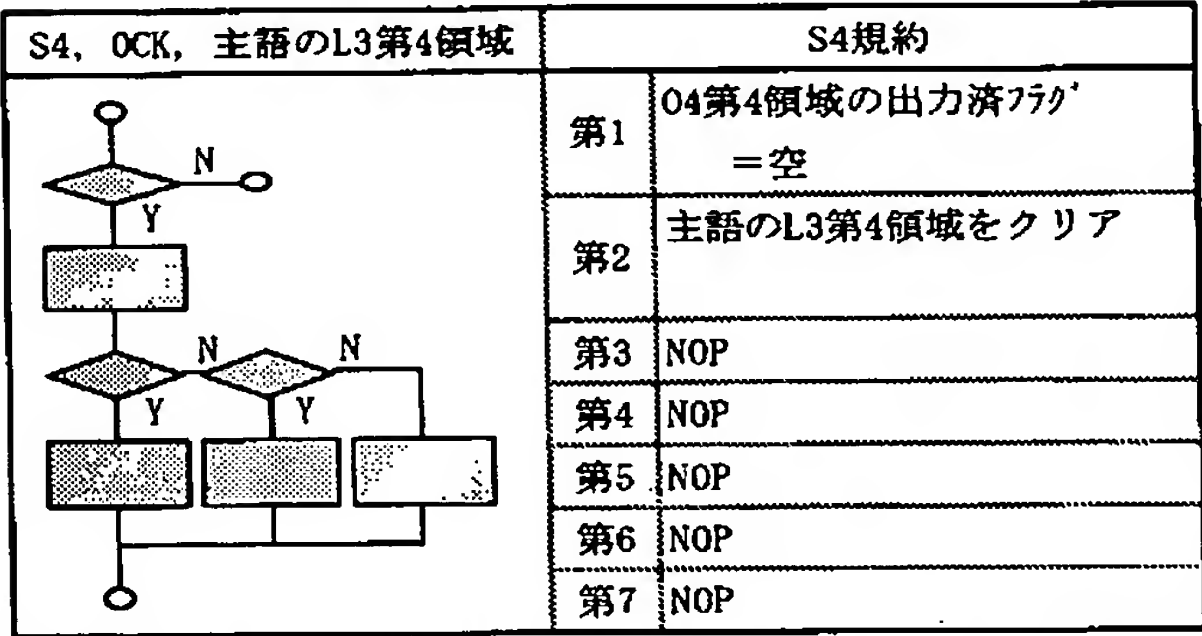 S4, OCK, 主語のL3第4領域
S4規約
N
Y
N
N
Y
Y
第1
O4第4領域の出力済ﾌﾗｸﾞ
＝空
第2
主語のL3第4領域をクリア
第3 NOP
第4 NOP
第5 NOP
第6 NOP
第7 NOP